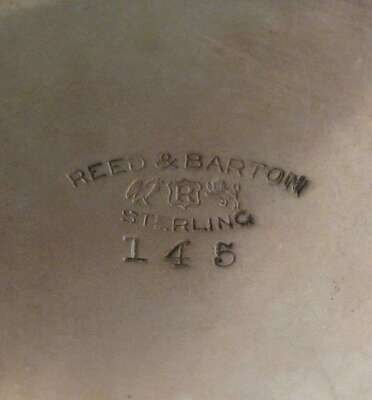 REED & BARTON
R
STERLING
145